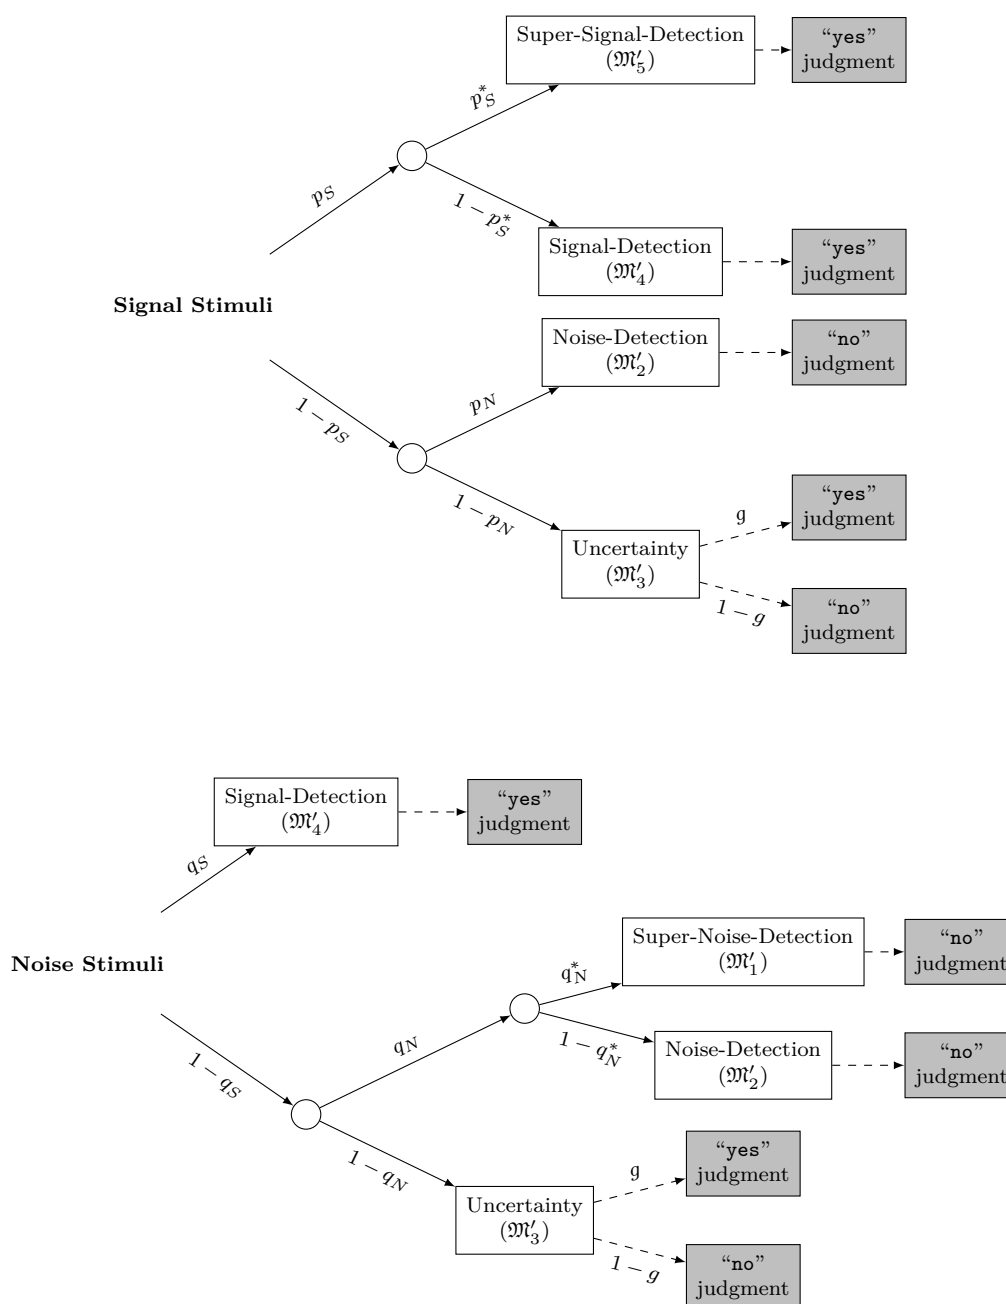 Super-Signal-Detection
(𝔐′₅)
“yes”
judgment
p*S
pS
1 − p*S
Signal-Detection
(𝔐′₄)
“yes”
judgment
Signal Stimuli
Noise-Detection
(𝔐′₂)
“no”
judgment
pN
1 − pS
1 − pN
Uncertainty
(𝔐′₃)
g
“yes”
judgment
1 − g
“no”
judgment
Signal-Detection
(𝔐′₄)
“yes”
judgment
qS
Noise Stimuli
Super-Noise-Detection
(𝔐′₁)
“no”
judgment
q*N
qN
1 − q*N
Noise-Detection
(𝔐′₂)
“no”
judgment
1 − qS
1 − qN
Uncertainty
(𝔐′₃)
g
“yes”
judgment
1 − g
“no”
judgment